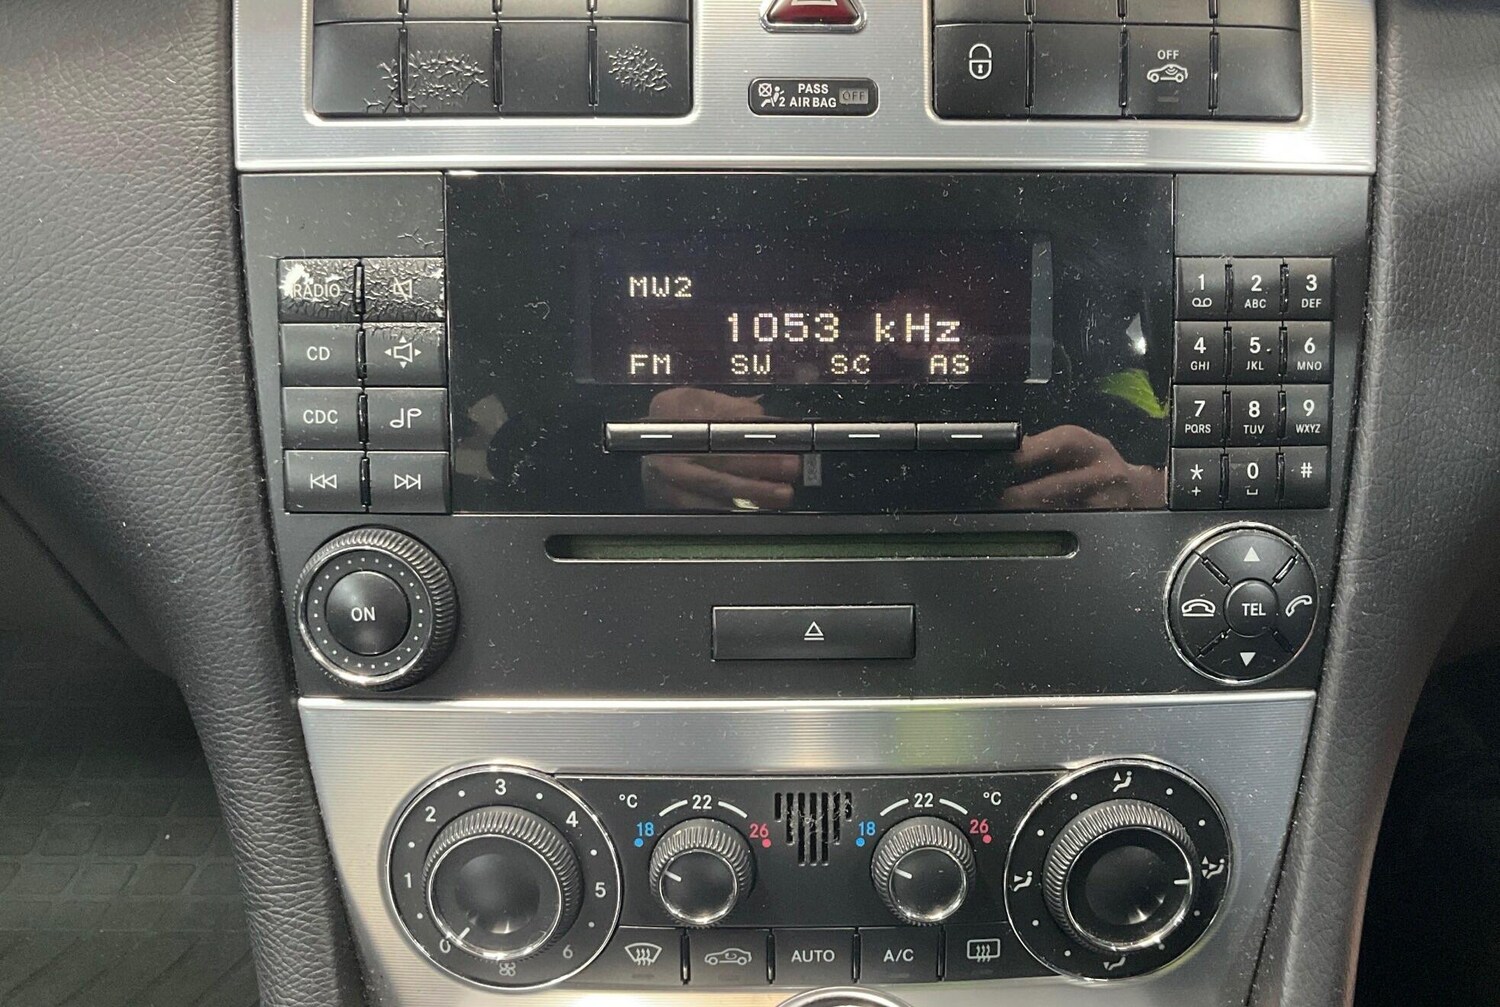 OFF
PASS
2 AIR BAG OFF
MW2
1053 kHz
FM SW SC AS
RADIO
CD
CDC
1
2 ABC
3 DEF
4 GHI
5 JKL
6 MNO
7 PQRS
8 TUV
9 WXYZ
* +
0
#
ON
TEL
0 1 2 3 4 5 6
°C
18 22 26
18 22 26
°C
AUTO
A/C